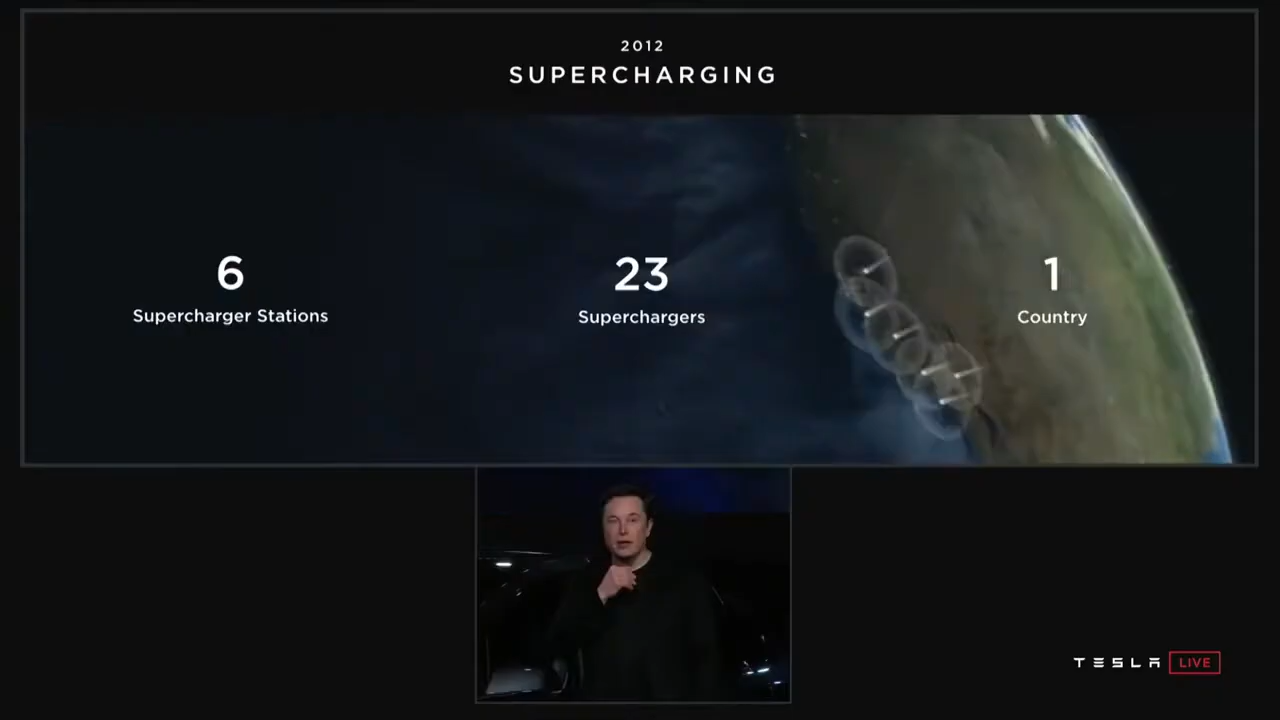 2012
SUPERCHARGING
6
Supercharger Stations
23
Superchargers
1
Country
TESLA LIVE